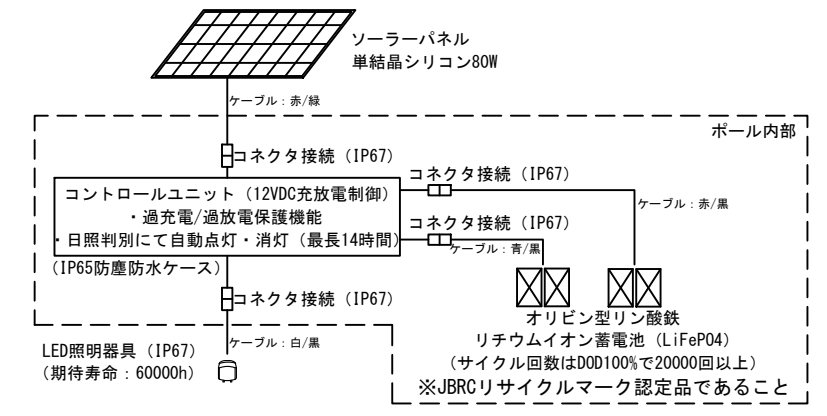 ソーラーパネル
単結晶シリコン80W
ケーブル：赤/緑
ポール内部
コネクタ接続（IP67）
コネクタ接続（IP67）
コントロールユニット（12VDC充放電制御）
・過充電/過放電保護機能
・日照判別にて自動点灯・消灯（最長14時間）
ケーブル：赤/黒
コネクタ接続（IP67）
ケーブル：青/黒
（IP65防塵防水ケース）
コネクタ接続（IP67）
オリビン型リン酸鉄
リチウムイオン蓄電池（LiFePO4）
（サイクル回数はDOD100%で20000回以上）
※JBRCリサイクルマーク認定品であること
ケーブル：白/黒
LED照明器具（IP67）
（期待寿命：60000h）